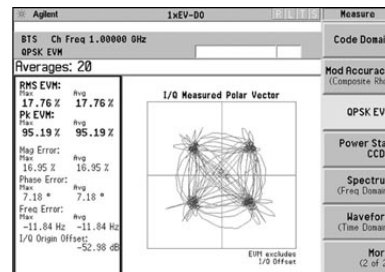 Agilent 1xEV-DO R L T S Measure
BTS Ch Freq 1.00000 GHz
QPSK EVM
Averages: 20
RMS EVM:
Max Avg
17.76 % 17.76 %
Pk EVM:
Max Avg
95.19 % 95.19 %
Mag Error:
Max Avg
16.95 % 16.95 %
Phase Error:
Max Avg
7.18 ° 7.18 °
Freq Error:
Max Avg
-11.84 Hz -11.84 Hz
I/Q Origin Offset:
-52.98 dB
I/Q Measured Polar Vector
EVM excludes
I/Q Offset
Code Domai
Mod Accurac
(Composite Rho
QPSK EV
Power Sta
CCD
Spectru
(Freq Domai
Wavefor
(Time Domai
Mor
(2 of 2